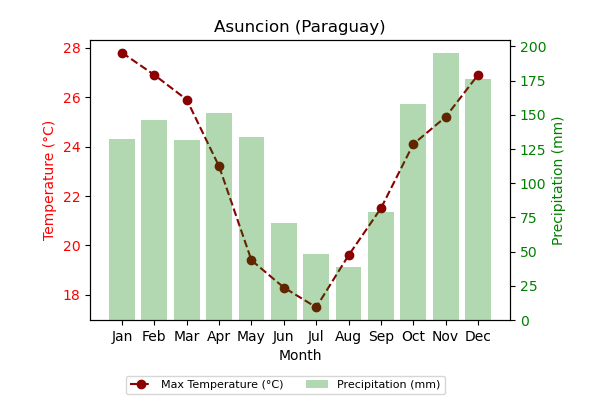 Asuncion (Paraguay)
Temperature (°C)
28
26
24
22
20
18
200
175
150
125
100
75
50
25
0
Precipitation (mm)
Jan Feb Mar Apr May Jun Jul Aug Sep Oct Nov Dec
Month
Max Temperature (°C) Precipitation (mm)